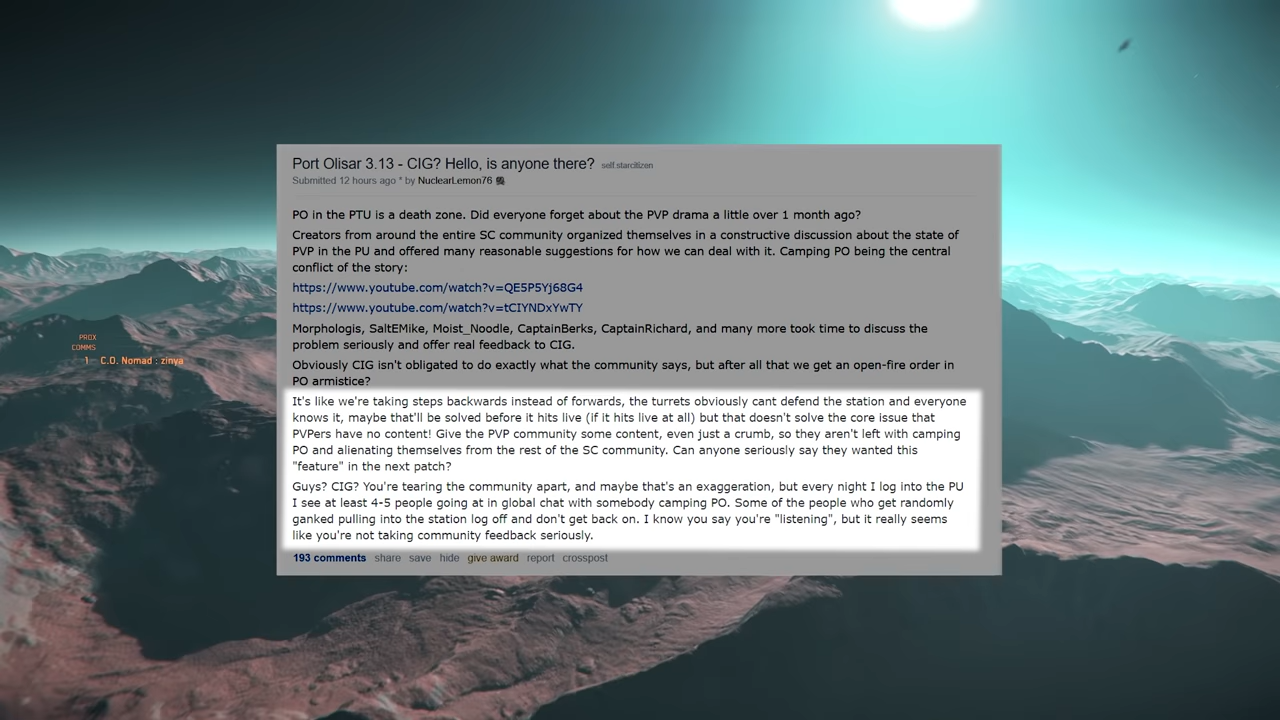 Port Olisar 3.13 - CIG? Hello, is anyone there? self.starcitizen
Submitted 12 hours ago * by NuclearLemon76
PO in the PTU is a death zone. Did everyone forget about the PVP drama a little over 1 month ago?
Creators from around the entire SC community organized themselves in a constructive discussion about the state of
PVP in the PU and offered many reasonable suggestions for how we can deal with it. Camping PO being the central
conflict of the story:
https://www.youtube.com/watch?v=QE5P5Yj68G4
https://www.youtube.com/watch?v=tCIYNDxYwTY
Morphologis, SaltEMike, Moist_Noodle, CaptainBerks, CaptainRichard, and many more took time to discuss the
problem seriously and offer real feedback to CIG.
Obviously CIG isn't obligated to do exactly what the community says, but after all that we get an open-fire order in
PO armistice?
PROX
COMMS
1 C.O. Nomad : zinya
It's like we're taking steps backwards instead of forwards, the turrets obviously cant defend the station and everyone
knows it, maybe that'll be solved before it hits live (if it hits live at all) but that doesn't solve the core issue that
PVPers have no content! Give the PVP community some content, even just a crumb, so they aren't left with camping
PO and alienating themselves from the rest of the SC community. Can anyone seriously say they wanted this
"feature" in the next patch?
Guys? CIG? You're tearing the community apart, and maybe that's an exaggeration, but every night I log into the PU
I see at least 4-5 people going at in global chat with somebody camping PO. Some of the people who get randomly
ganked pulling into the station log off and don't get back on. I know you say you're "listening", but it really seems
like you're not taking community feedback seriously.
193 comments share save hide give award report crosspost